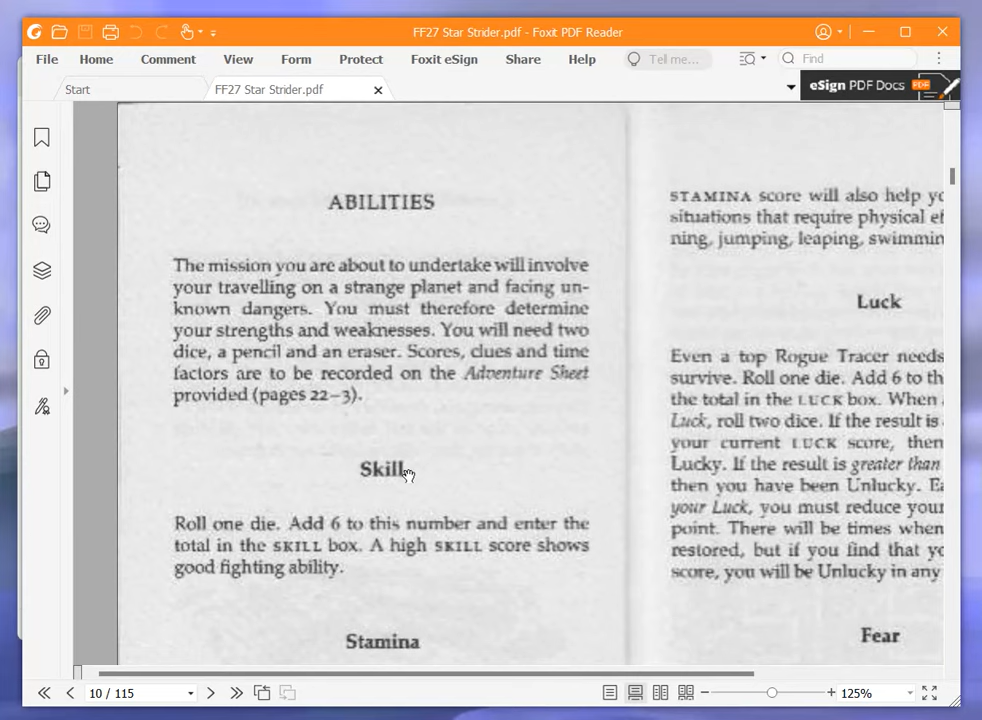 FF27 Star Strider.pdf - Foxit PDF Reader
File Home Comment View Form Protect Foxit eSign Share Help Tell me... Find
Start FF27 Star Strider.pdf eSign PDF Docs PDF
ABILITIES
The mission you are about to undertake will involve
your travelling on a strange planet and facing un-
known dangers. You must therefore determine
your strengths and weaknesses. You will need two
dice, a pencil and an eraser. Scores, clues and time
factors are to be recorded on the Adventure Sheet
provided (pages 22–3).
Skill
Roll one die. Add 6 to this number and enter the
total in the SKILL box. A high SKILL score shows
good fighting ability.
Stamina
STAMINA score will also help
situations that require physical
ning, jumping, leaping,
Luck
Even a top Rogue Tracer needs
survive. Roll one die. Add 6 to
the total in the LUCK box. When
Luck, roll two dice. If the result is
your current LUCK score, then
Lucky. If the result is greater than
then you have been Unlucky.
your Luck, you must reduce your
point. There will be times when
restored, but if you find that
score, you will be Unlucky in any
Fear
10 / 115 125%